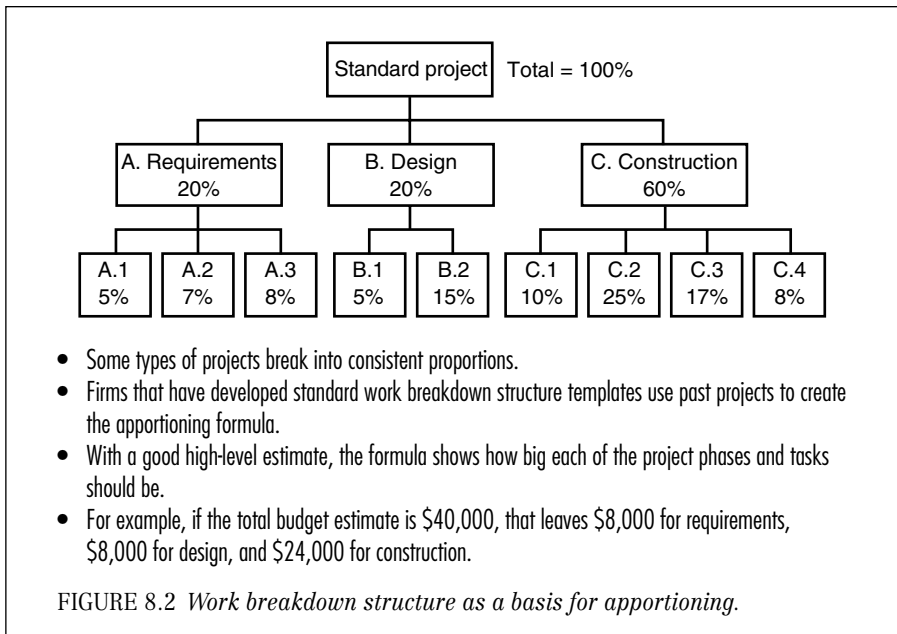 Standard project Total = 100%
A. Requirements
20%
B. Design
20%
C. Construction
60%
A.1
5%
A.2
7%
A.3
8%
B.1
5%
B.2
15%
C.1
10%
C.2
25%
C.3
17%
C.4
8%
• Some types of projects break into consistent proportions.
• Firms that have developed standard work breakdown structure templates use past projects to create
the apportioning formula.
• With a good high-level estimate, the formula shows how big each of the project phases and tasks
should be.
• For example, if the total budget estimate is $40,000, that leaves $8,000 for requirements,
$8,000 for design, and $24,000 for construction.
FIGURE 8.2 Work breakdown structure as a basis for apportioning.